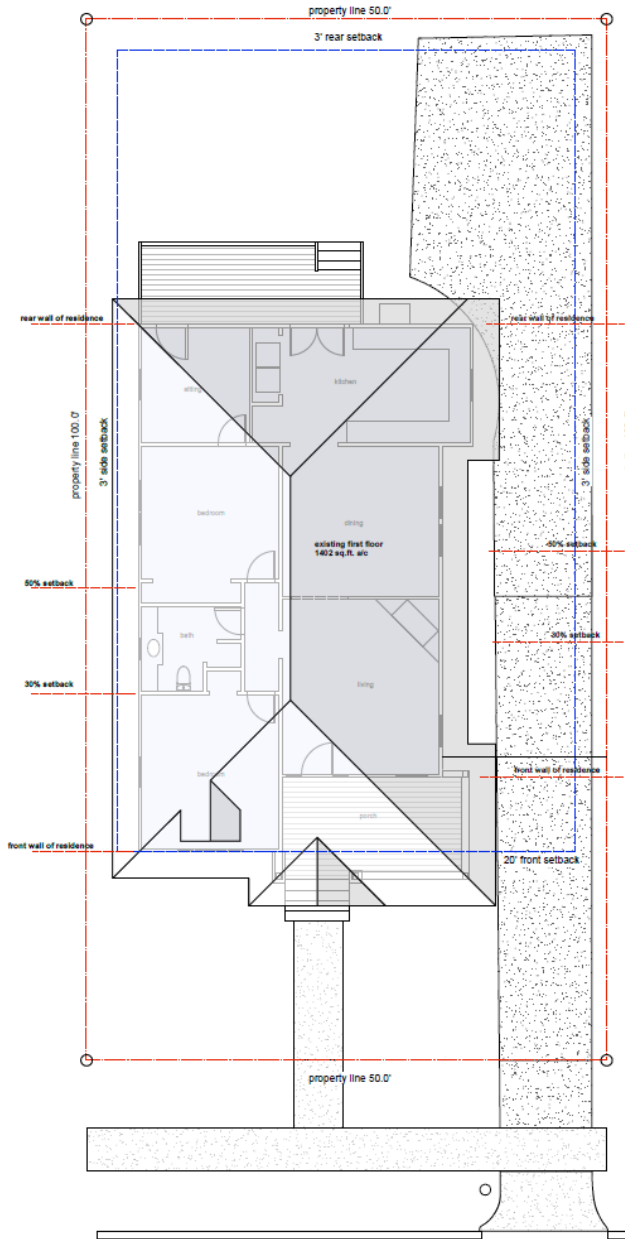 property line 50.0'
3' rear setback
rear wall of residence
rear wall of residence
sitting
kitchen
property line 100.0'
3' side setback
3' side setback
bedroom
dining
existing first floor
1402 sq.ft. a/c
50% setback
50% setback
bath
30% setback
30% setback
living
bedroom
front wall of residence
porch
front wall of residence
20' front setback
property line 50.0'